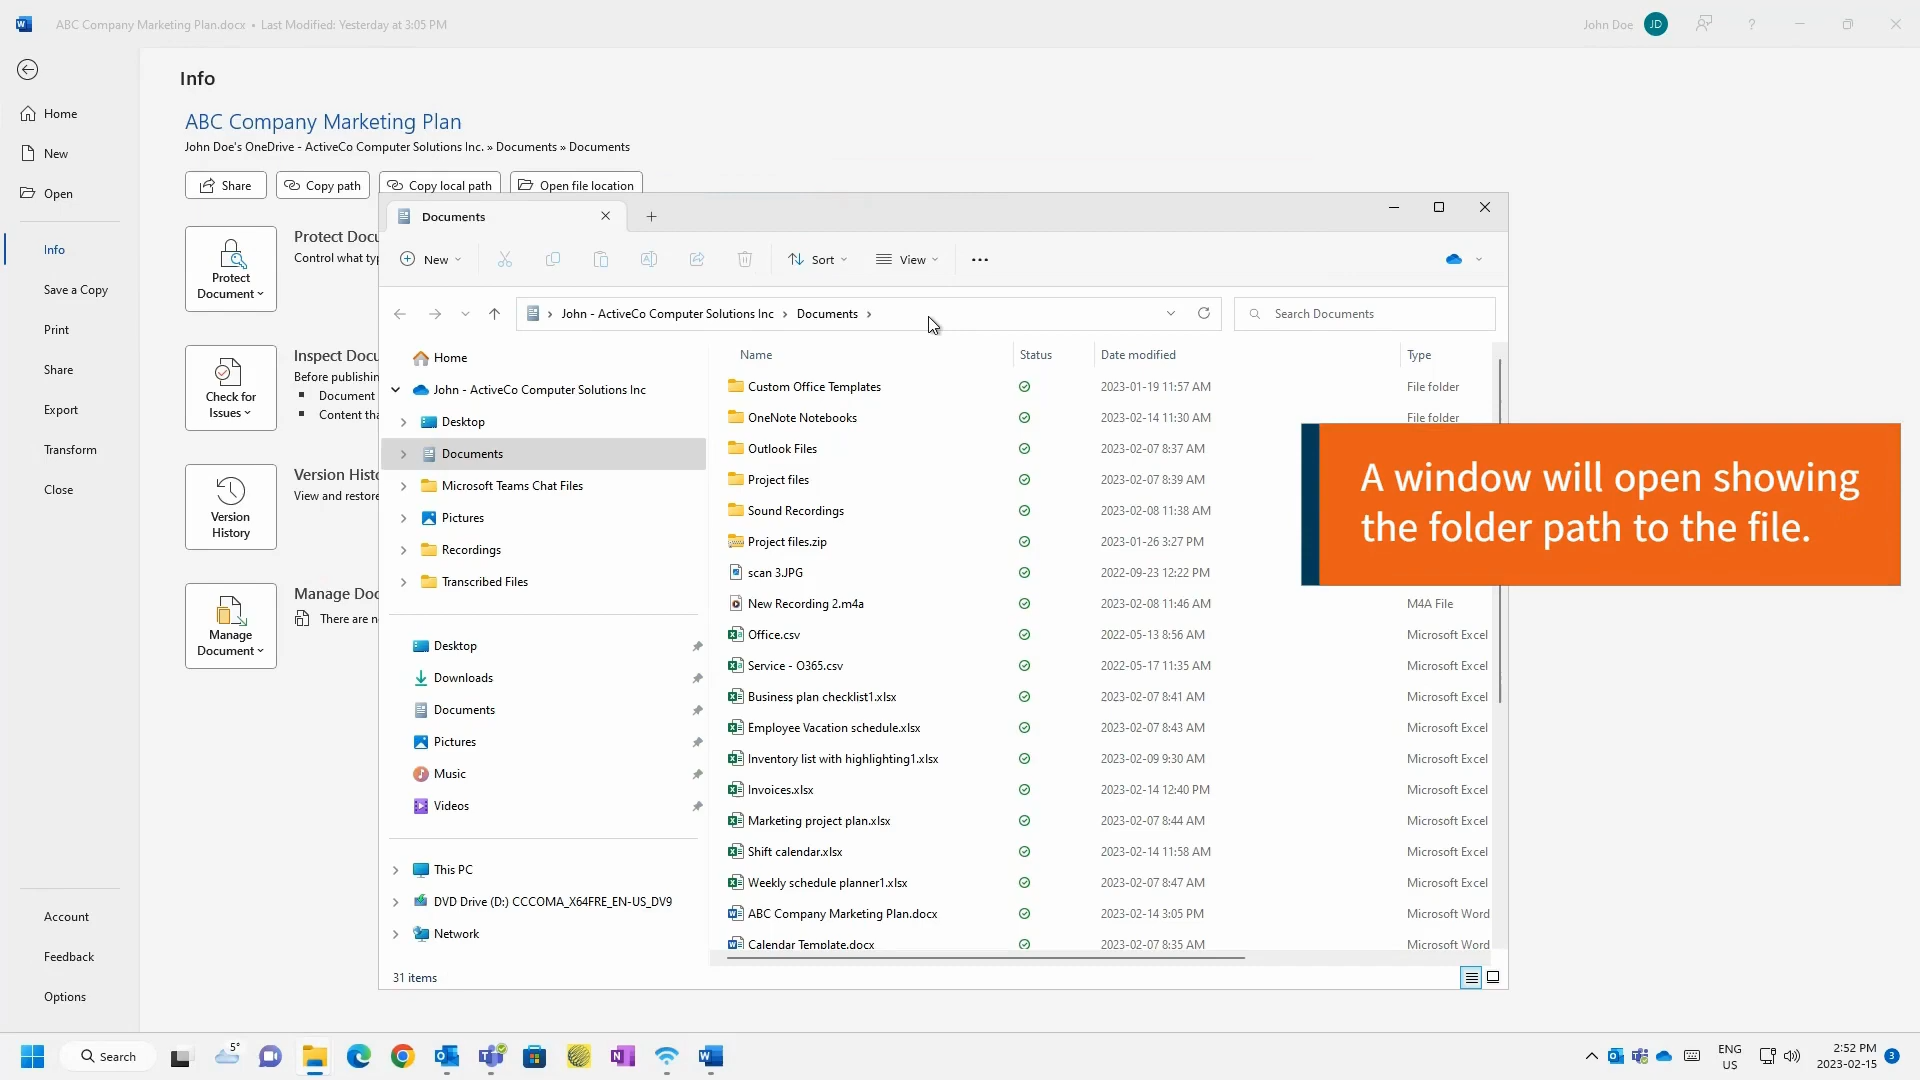 ABC Company Marketing Plan.docx • Last Modified: Yesterday at 3:05 PM
John Doe JD
Info
Home
New
Open
Info
Save a Copy
Print
Share
Export
Transform
Close
Account
Feedback
Options
ABC Company Marketing Plan
John Doe's OneDrive - ActiveCo Computer Solutions Inc. » Documents » Documents
Share Copy path Copy local path Open file location
Protect Document
Protect Docu
Control what typ
Check for Issues
Inspect Docu
Before publishin
Document
Content tha
Version History
Version Histo
View and restore
Manage Document
Manage Doc
There are n
Documents
New Sort View
John - ActiveCo Computer Solutions Inc > Documents >
Search Documents
Home
John - ActiveCo Computer Solutions Inc
Desktop
Documents
Microsoft Teams Chat Files
Pictures
Recordings
Transcribed Files
Desktop
Downloads
Documents
Pictures
Music
Videos
This PC
DVD Drive (D:) CCCOMA_X64FRE_EN-US_DV9
Network
Name Status Date modified Type
Custom Office Templates 2023-01-19 11:57 AM File folder
OneNote Notebooks 2023-02-14 11:30 AM File folder
Outlook Files 2023-02-07 8:37 AM
Project files 2023-02-07 8:39 AM
Sound Recordings 2023-02-08 11:38 AM
Project files.zip 2023-01-26 3:27 PM
scan 3.JPG 2022-09-23 12:22 PM
New Recording 2.m4a 2023-02-08 11:46 AM M4A File
Office.csv 2022-05-13 8:56 AM Microsoft Excel
Service - O365.csv 2022-05-17 11:35 AM Microsoft Excel
Business plan checklist1.xlsx 2023-02-07 8:41 AM Microsoft Excel
Employee Vacation schedule.xlsx 2023-02-07 8:43 AM Microsoft Excel
Inventory list with highlighting1.xlsx 2023-02-09 9:30 AM Microsoft Excel
Invoices.xlsx 2023-02-14 12:40 PM Microsoft Excel
Marketing project plan.xlsx 2023-02-07 8:44 AM Microsoft Excel
Shift calendar.xlsx 2023-02-14 11:58 AM Microsoft Excel
Weekly schedule planner1.xlsx 2023-02-07 8:47 AM Microsoft Excel
ABC Company Marketing Plan.docx 2023-02-14 3:05 PM Microsoft Word
Calendar Template.docx 2023-02-07 8:35 AM Microsoft Word
31 items
A window will open showing
the folder path to the file.
Search
5°
ENG
US
2:52 PM
2023-02-15
3